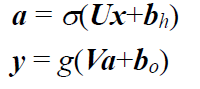 a = σ(Ux+bₕ)
y = g(Va+bₒ)